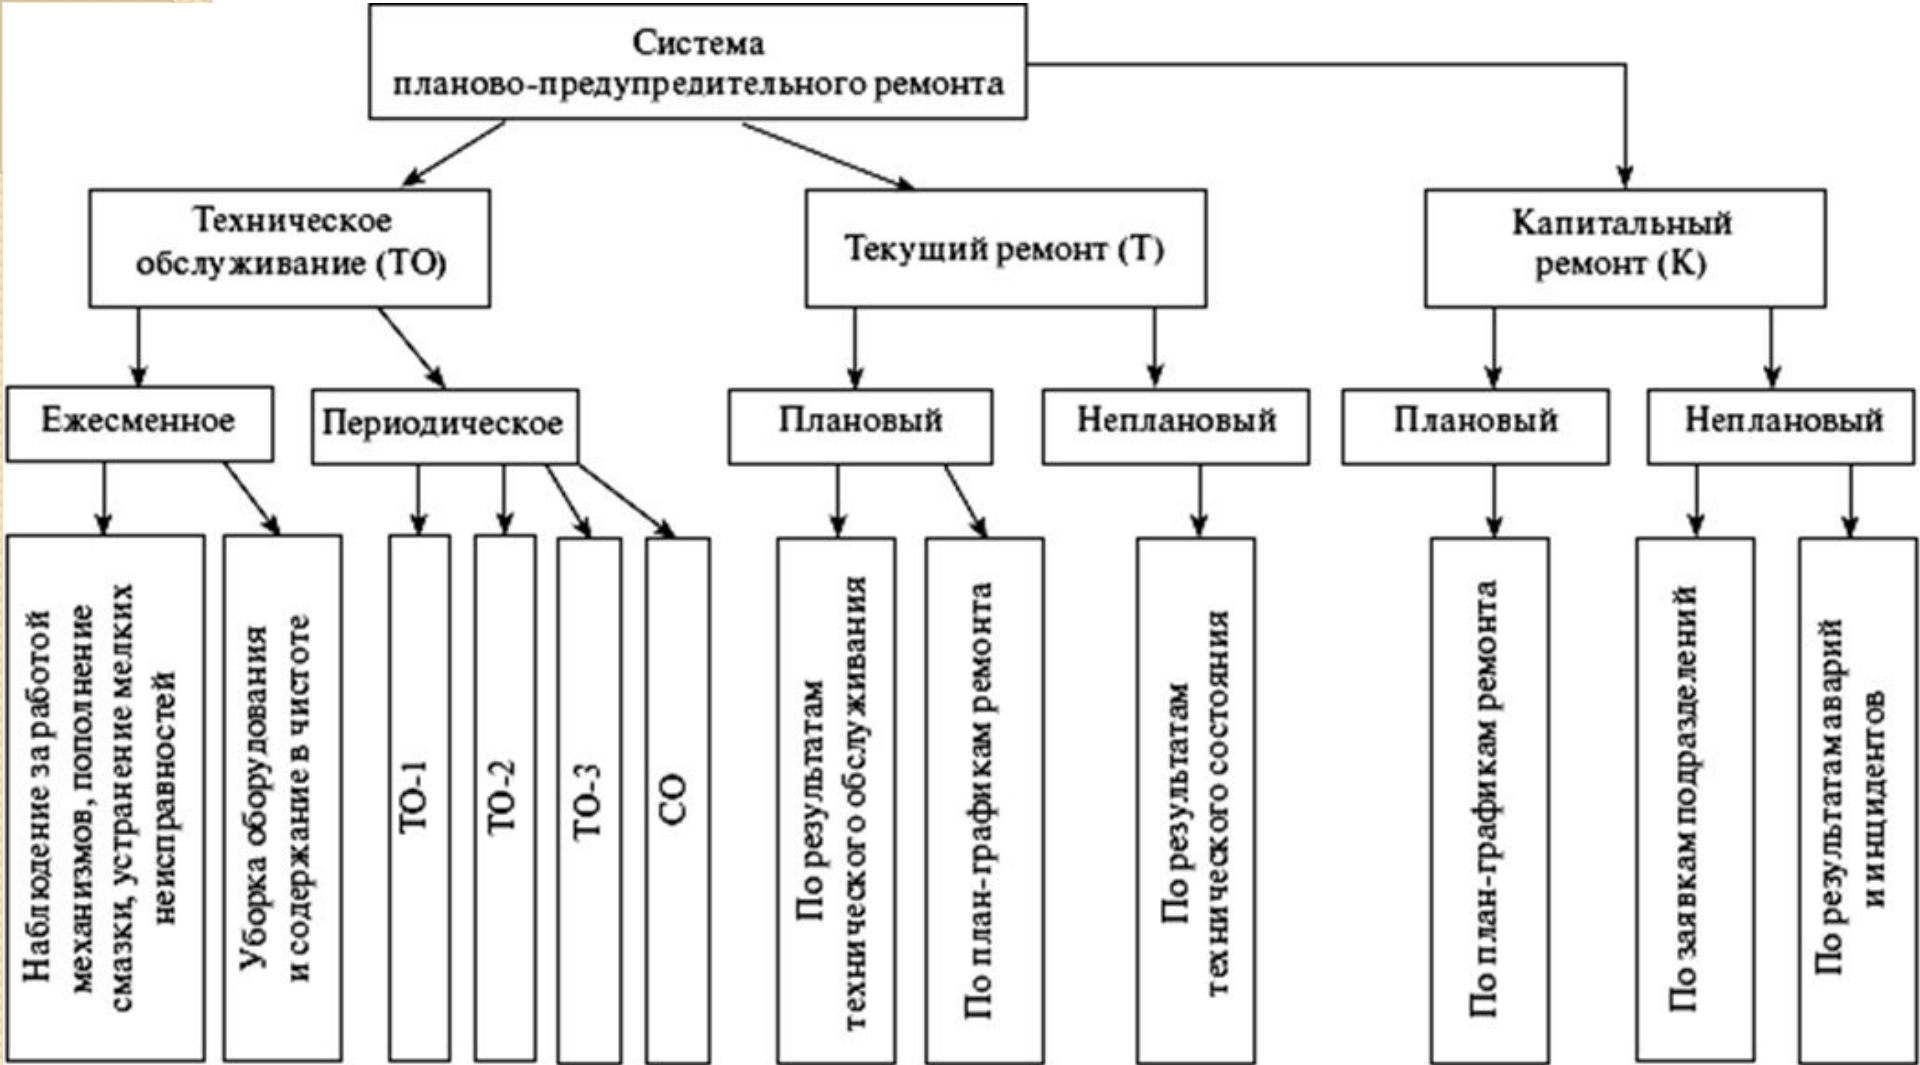 Система
планово-предупредительного ремонта
Техническое
обслуживание (ТО)
Текущий ремонт (Т)
Капитальный
ремонт (К)
Ежесменное
Периодическое
Плановый
Неплановый
Плановый
Неплановый
Наблюдение за работой
механизмов, пополнение
смазки, устранение мелких
неисправностей
Уборка оборудования
и содержание в чистоте
ТО-1
ТО-2
ТО-3
СО
По результатам
технического обслуживания
По план-графикам ремонта
По результатам
технического состояния
По план-графикам ремонта
По заявкам подразделений
По результатам аварий
и инцидентов